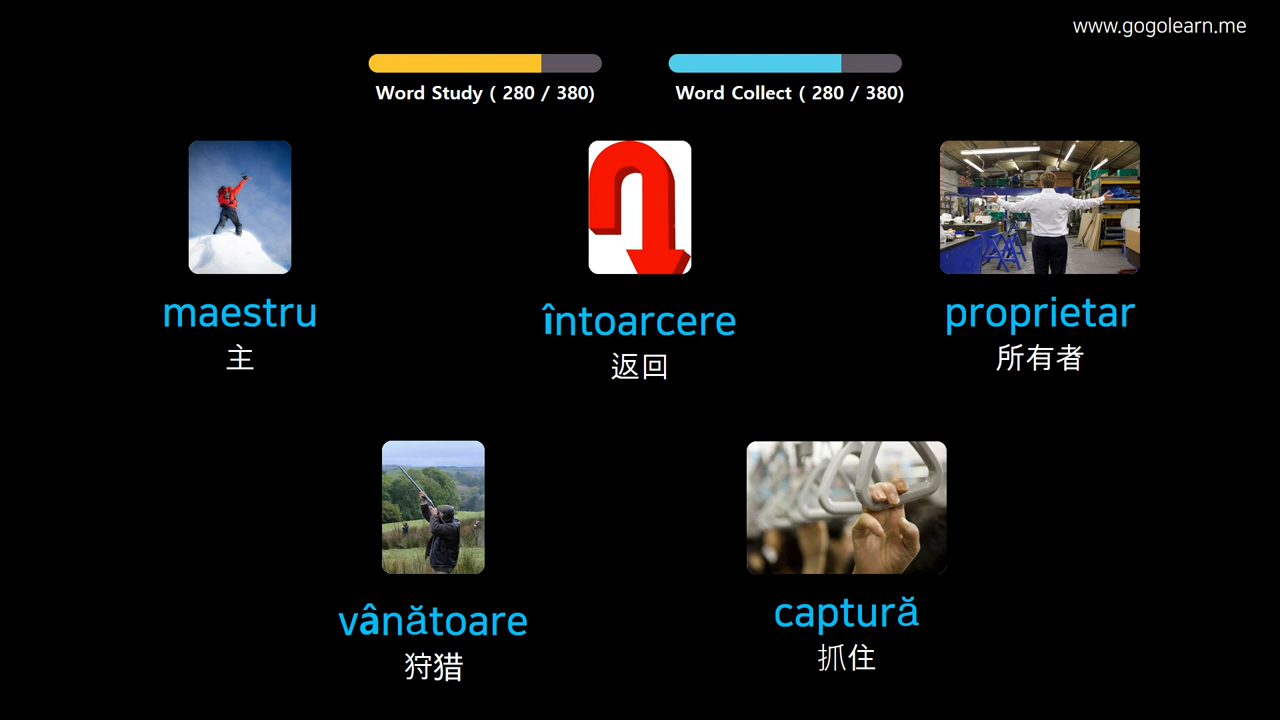 www.gogolearn.me
Word Study ( 280 / 380)
Word Collect ( 280 / 380)
maestru
主
întoarcere
返回
proprietar
所有者
vânătoare
狩猎
captură
抓住